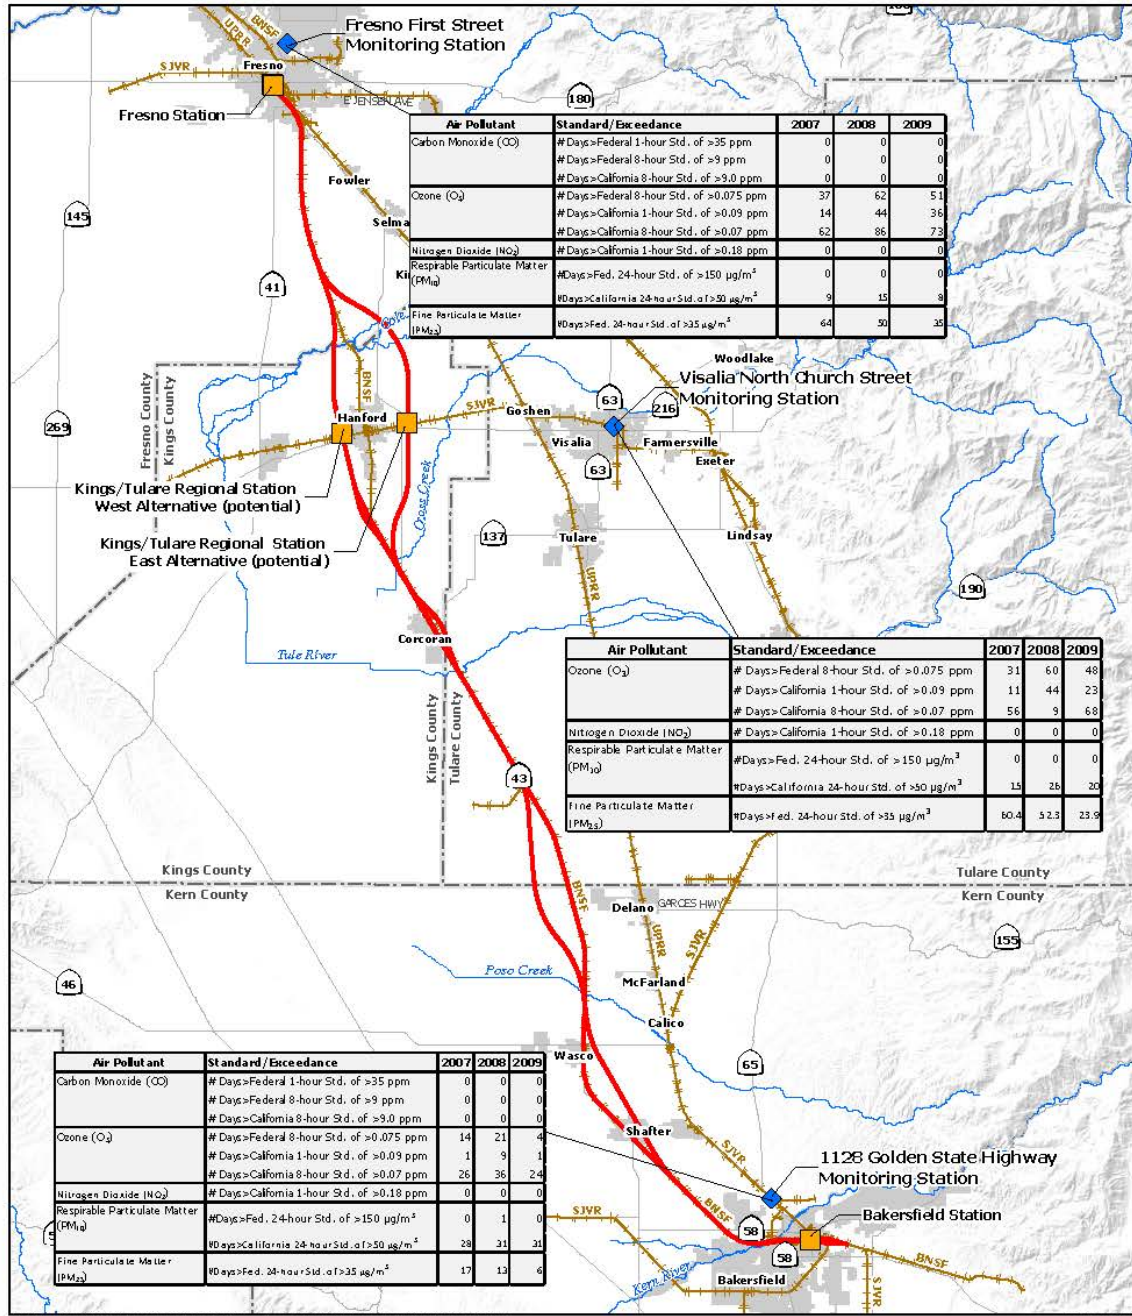 Fresno First Street
Monitoring Station
BNSF
UPRR
SJVR
Fresno
E JENSEN AVE
180
Fresno Station
Air Pollutant Standard/Exceedance 2007 2008 2009
Carbon Monoxide (CO) # Days>Federal 1-hour Std. of >35 ppm 0 0 0
# Days>Federal 8-hour Std. of >9 ppm 0 0 0
# Days>California 8-hour Std. of >9.0 ppm 0 0 0
Ozone (O₃) # Days>Federal 8-hour Std. of >0.075 ppm 37 62 51
# Days>California 1-hour Std. of >0.09 ppm 14 44 36
# Days>California 8-hour Std. of >0.07 ppm 62 86 73
Nitrogen Dioxide (NO₂) # Days>California 1-hour Std. of >0.18 ppm 0 0 0
Respirable Particulate Matter
(PM₁₀) #Days>Fed. 24-hour Std. of >150 µg/m³ 0 0 0
#Days>California 24-hour Std. of >50 µg/m³ 9 15 8
Fine Particulate Matter
(PM₂.₅) #Days>Fed. 24-hour Std. of >35 µg/m³ 64 50 35
Fowler
Selma
145
41
Woodlake
Visalia North Church Street
Monitoring Station
63
216
BNSF
SJVR
Goshen
Hanford
Visalia
Farmersville
Exeter
63
269
Fresno County
Kings County
Kings/Tulare Regional Station
West Alternative (potential)
Cross Creek
Kings/Tulare Regional Station
East Alternative (potential)
137
Tulare
Lindsay
UPRR
190
Corcoran
Tule River
Air Pollutant Standard/Exceedance 2007 2008 2009
Ozone (O₃) # Days>Federal 8-hour Std. of >0.075 ppm 31 60 48
# Days>California 1-hour Std. of >0.09 ppm 11 44 23
# Days>California 8-hour Std. of >0.07 ppm 56 9 68
Nitrogen Dioxide (NO₂) # Days>California 1-hour Std. of >0.18 ppm 0 0 0
Respirable Particulate Matter
(PM₁₀) #Days>Fed. 24-hour Std. of >150 µg/m³ 0 0 0
#Days>California 24-hour Std. of >50 µg/m³ 15 26 20
Fine Particulate Matter
(PM₂.₅) #Days>Fed. 24-hour Std. of >35 µg/m³ 60.4 52.3 23.9
Kings County
Tulare County
43
Kings County
Kern County
Tulare County
Kern County
BNSF
Delano
GARCES HWY
UPRR
SJVR
155
Poso Creek
46
McFarland
Calico
Wasco
65
Air Pollutant Standard/Exceedance 2007 2008 2009
Carbon Monoxide (CO) # Days>Federal 1-hour Std. of >35 ppm 0 0 0
# Days>Federal 8-hour Std. of >9 ppm 0 0 0
# Days>California 8-hour Std. of >9.0 ppm 0 0 0
Ozone (O₃) # Days>Federal 8-hour Std. of >0.075 ppm 14 21 4
# Days>California 1-hour Std. of >0.09 ppm 1 9 1
# Days>California 8-hour Std. of >0.07 ppm 26 36 24
Nitrogen Dioxide (NO₂) # Days>California 1-hour Std. of >0.18 ppm 0 0 0
Respirable Particulate Matter
(PM₁₀) #Days>Fed. 24-hour Std. of >150 µg/m³ 0 1 0
#Days>California 24-hour Std. of >50 µg/m³ 28 31 31
Fine Particulate Matter
(PM₂.₅) #Days>Fed. 24-hour Std. of >35 µg/m³ 17 13 6
Shafter
SJVR
1128 Golden State Highway
Monitoring Station
BNSF
SJVR
58
Bakersfield Station
58
Kern River
Bakersfield
BNSF
SJVR